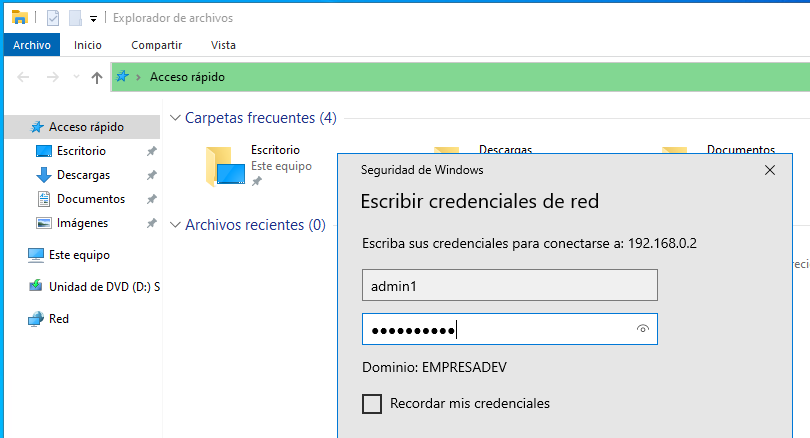 Explorador de archivos
Archivo Inicio Compartir Vista
Acceso rápido
Acceso rápido
Escritorio
Descargas
Documentos
Imágenes
Este equipo
Unidad de DVD (D:) S
Red
Carpetas frecuentes (4)
Escritorio
Este equipo
Descargas
Documentos
Archivos recientes (0)
Seguridad de Windows
Escribir credenciales de red
Escriba sus credenciales para conectarse a: 192.168.0.2
admin1
●●●●●●●●●●
Dominio: EMPRESADEV
Recordar mis credenciales